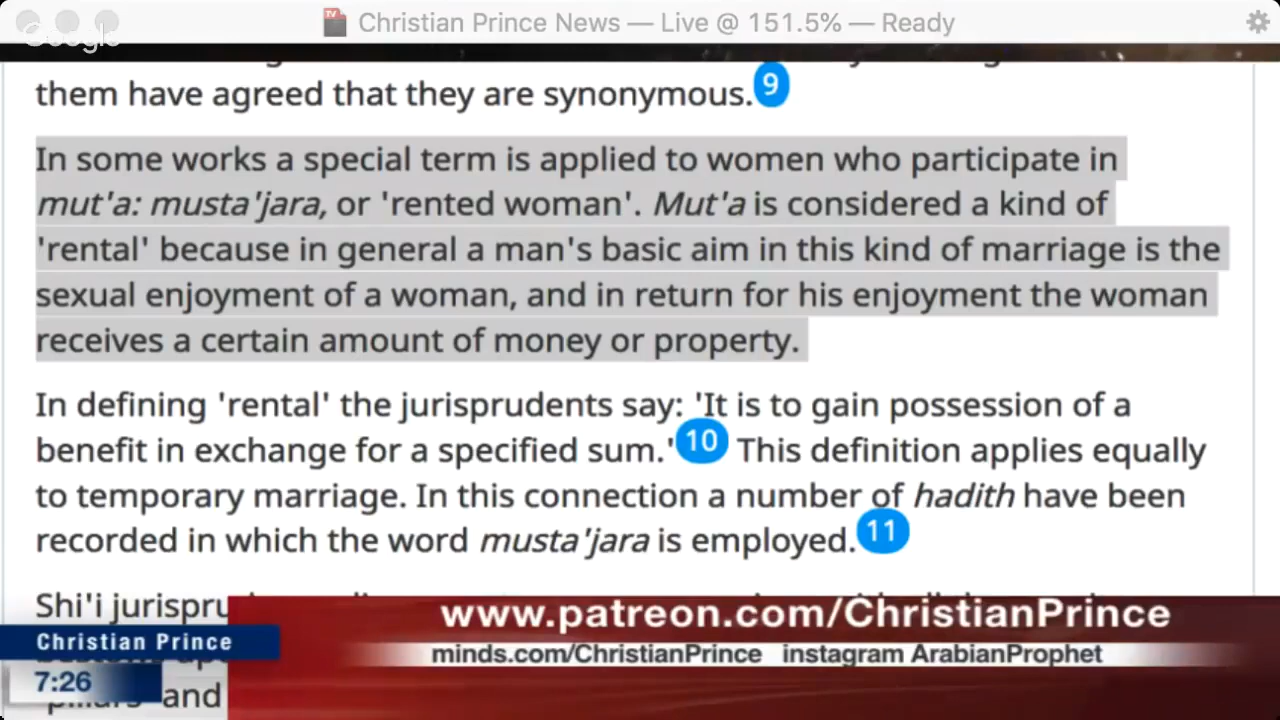 Christian Prince News — Live @ 151.5% — Ready
Google
them have agreed that they are synonymous.9
In some works a special term is applied to women who participate in
mut'a: musta'jara, or 'rented woman'. Mut'a is considered a kind of
'rental' because in general a man's basic aim in this kind of marriage is the
sexual enjoyment of a woman, and in return for his enjoyment the woman
receives a certain amount of money or property.
In defining 'rental' the jurisprudents say: 'It is to gain possession of a
benefit in exchange for a specified sum.'10 This definition applies equally
to temporary marriage. In this connection a number of hadith have been
recorded in which the word musta'jara is employed.11
Shi'i
and
www.patreon.com/ChristianPrince
Christian Prince
minds.com/ChristianPrince instagram ArabianProphet
7:26